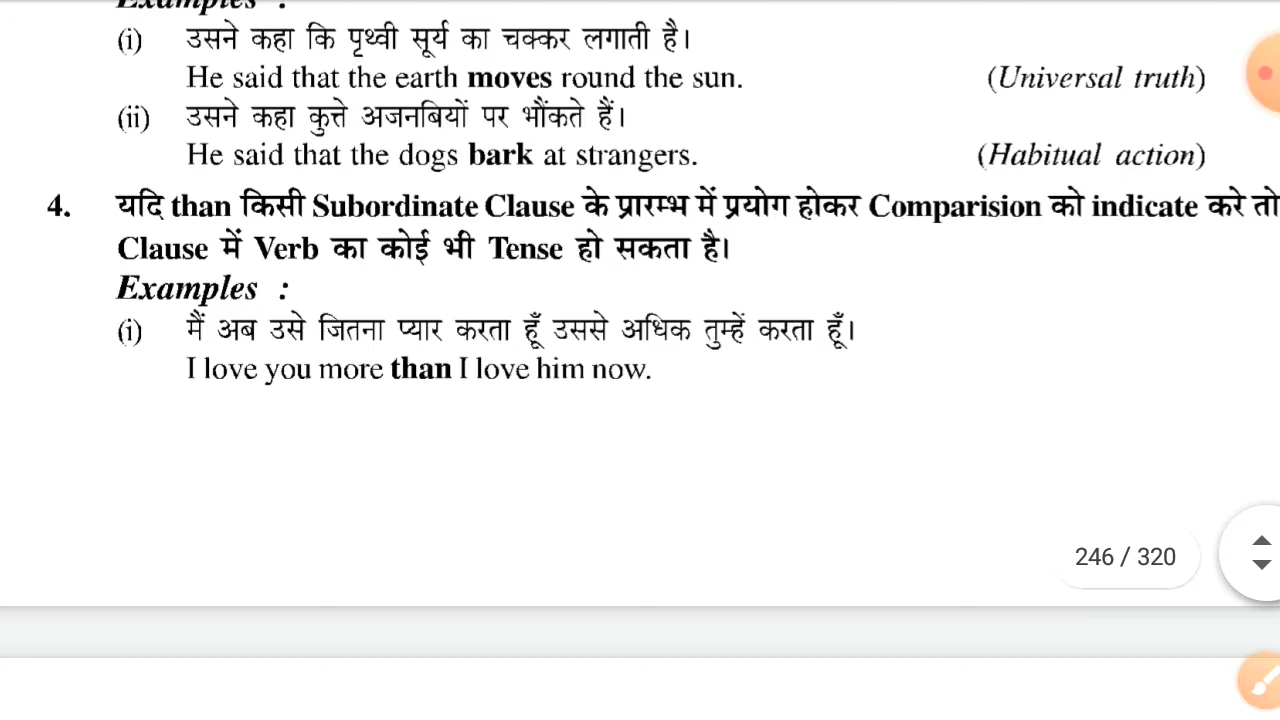 Examples :
(i) उसने कहा कि पृथ्वी सूर्य का चक्कर लगाती है।
He said that the earth moves round the sun. (Universal truth)
(ii) उसने कहा कुत्ते अजनबियों पर भौंकते हैं।
He said that the dogs bark at strangers. (Habitual action)
4. यदि than किसी Subordinate Clause के प्रारम्भ में प्रयोग होकर Comparision को indicate करे तो
Clause में Verb का कोई भी Tense हो सकता है।
Examples :
(i) मैं अब उसे जितना प्यार करता हूँ उससे अधिक तुम्हें करता हूँ।
I love you more than I love him now.
246 / 320